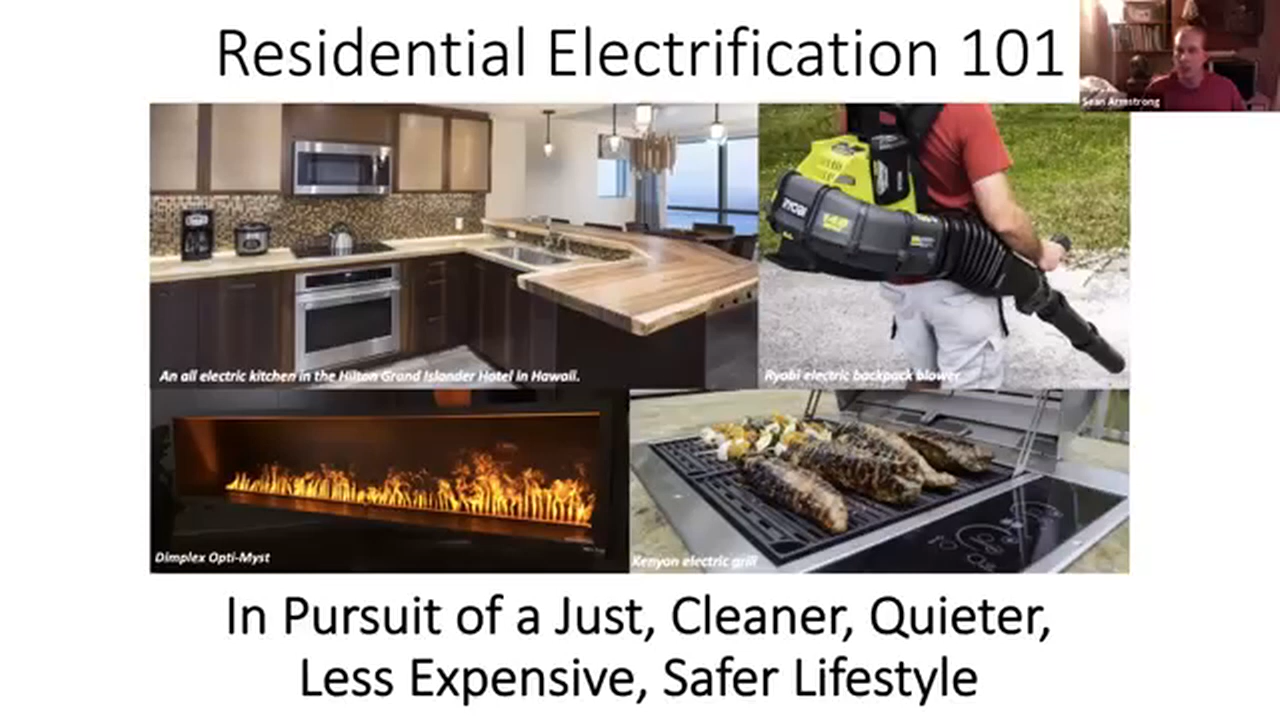 Residential Electrification 101
Sean Armstrong
RYOBI
An all electric kitchen in the Hilton Grand Islander Hotel in Hawaii.
Ryobi electric backpack blower
Dimplex Opti-Myst
Kenyon electric grill
In Pursuit of a Just, Cleaner, Quieter,
Less Expensive, Safer Lifestyle